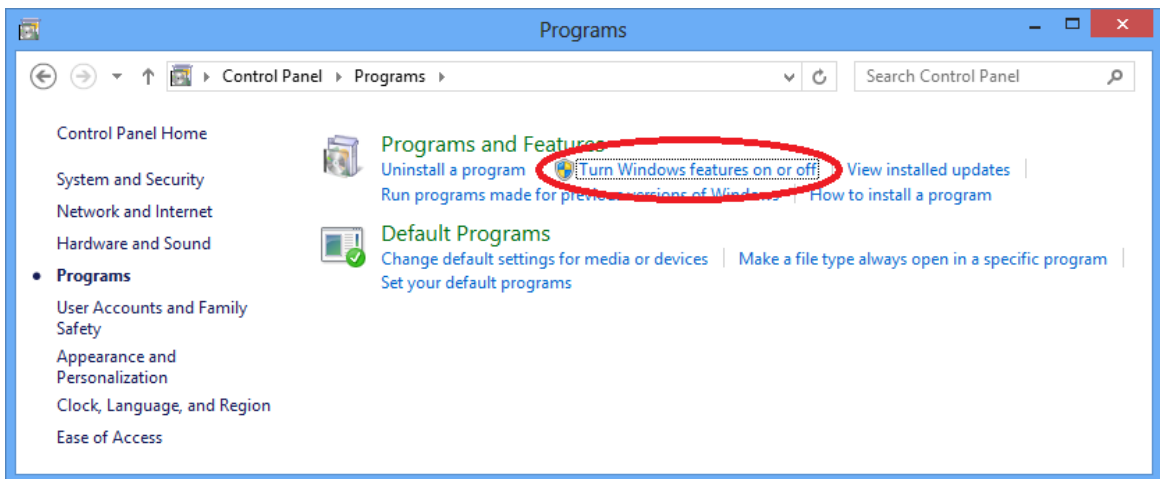 Programs
Control Panel Programs
Search Control Panel
Control Panel Home
System and Security
Network and Internet
Hardware and Sound
Programs
User Accounts and Family
Safety
Appearance and
Personalization
Clock, Language, and Region
Ease of Access
Programs and Features
Uninstall a program Turn Windows features on or off View installed updates
Run programs made for previous versions of Windows How to install a program
Default Programs
Change default settings for media or devices Make a file type always open in a specific program
Set your default programs